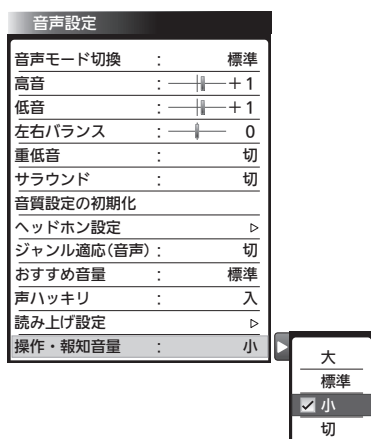 音声設定
音声モード切換 : 標準
高音 : +1
低音 : +1
左右バランス : 0
重低音 : 切
サラウンド : 切
音質設定の初期化
ヘッドホン設定
ジャンル適応(音声) : 切
おすすめ音量 : 標準
声ハッキリ : 入
読み上げ設定
操作・報知音量 : 小
大
標準
小
切